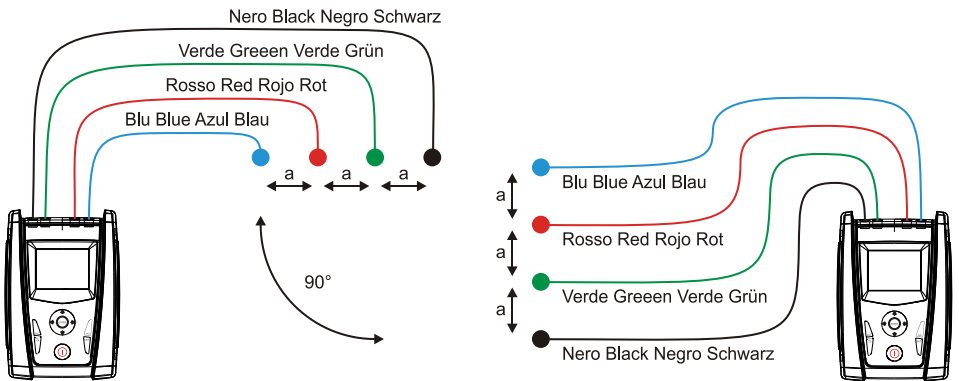 Nero Black Negro Schwarz
Verde Greeen Verde Grün
Rosso Red Rojo Rot
Blu Blue Azul Blau
a a a
90°
Blu Blue Azul Blau
a
Rosso Red Rojo Rot
a
Verde Greeen Verde Grün
a
Nero Black Negro Schwarz